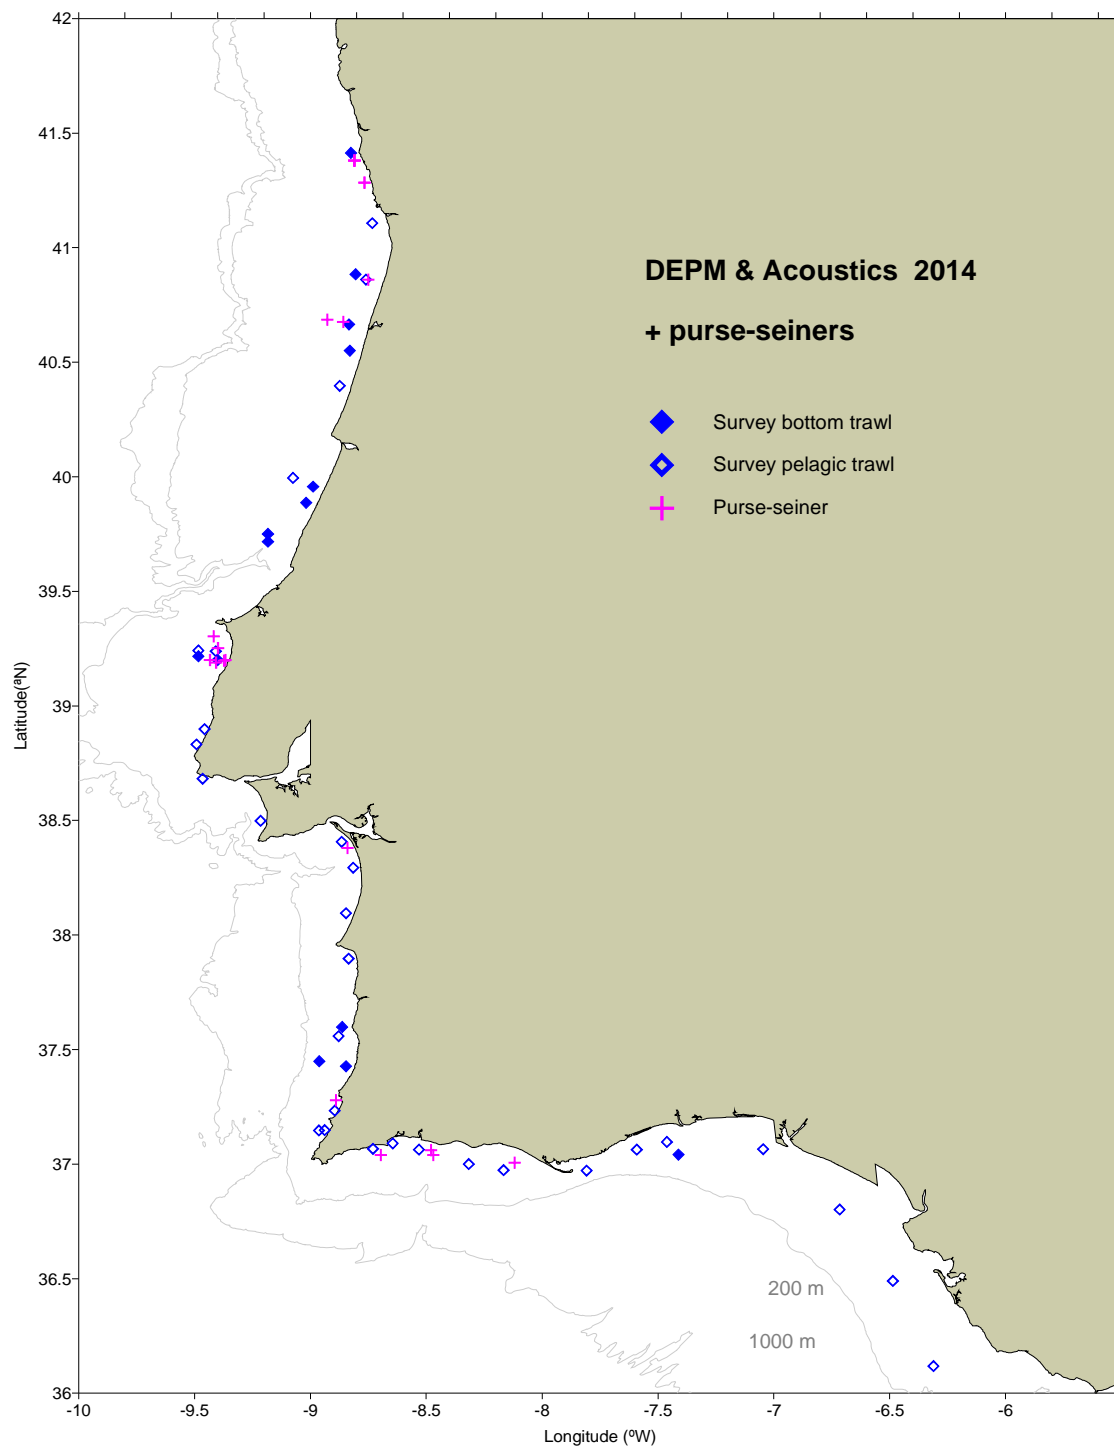 42
41.5
41
40.5
40
39.5
39
38.5
38
37.5
37
36.5
36
Latitude(ªN)
DEPM & Acoustics 2014
+ purse-seiners
Survey bottom trawl
Survey pelagic trawl
Purse-seiner
200 m
1000 m
-10 -9.5 -9 -8.5 -8 -7.5 -7 -6.5 -6
Longitude (ºW)